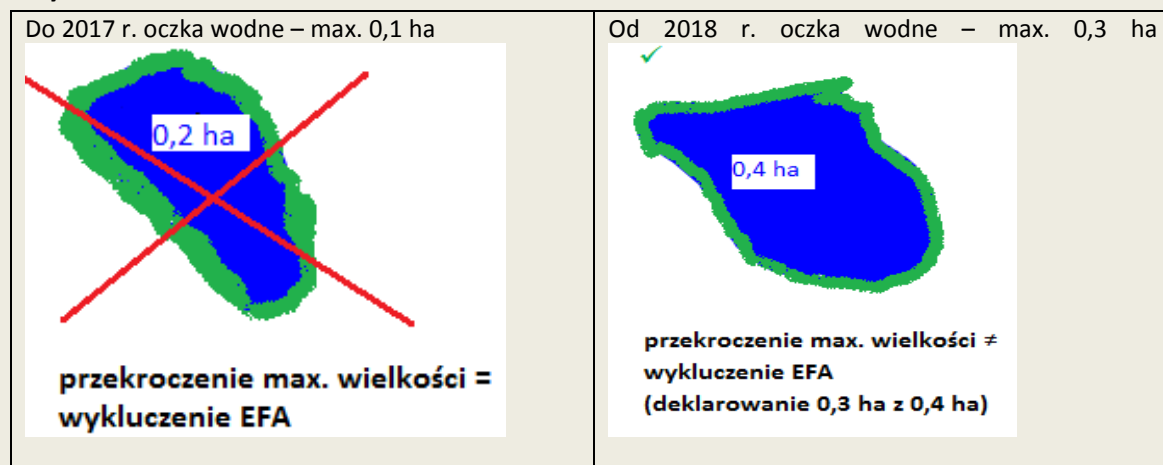 Do 2017 r. oczka wodne – max. 0,1 ha
0,2 ha
przekroczenie max. wielkości =
wykluczenie EFA
Od 2018 r. oczka wodne – max. 0,3 ha
0,4 ha
przekroczenie max. wielkości ≠
wykluczenie EFA
(deklarowanie 0,3 ha z 0,4 ha)